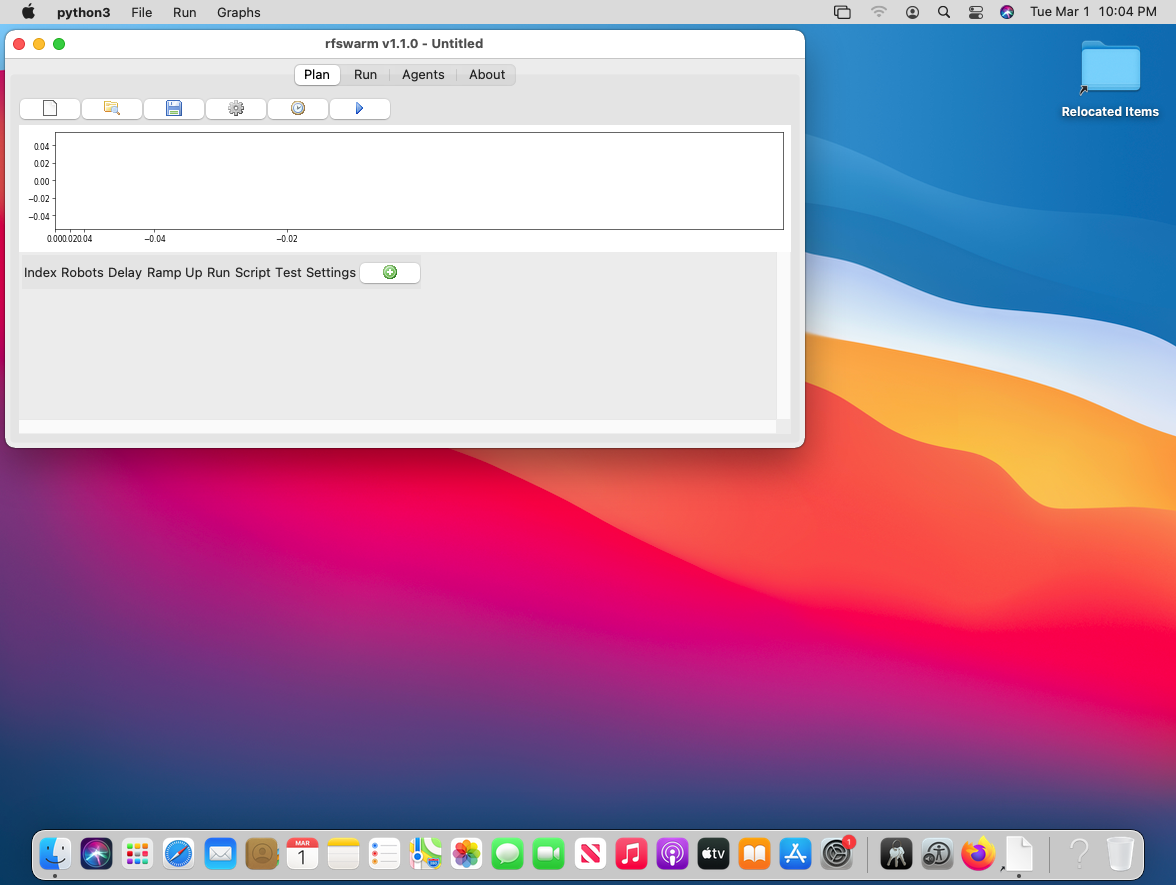 python3 File Run Graphs Tue Mar 1 10:04 PM
rfswarm v1.1.0 - Untitled
Plan Run Agents About
0.04
0.02
0.00
−0.02
−0.04
0.000.020.04 −0.04 −0.02
Index Robots Delay Ramp Up Run Script Test Settings
Relocated Items
MAR
1
tv
1